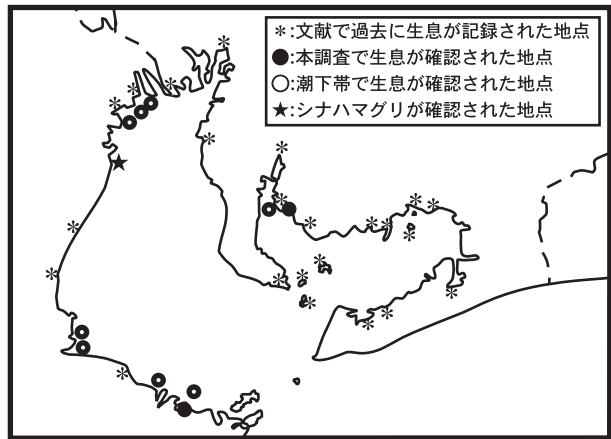 *:文献で過去に生息が記録された地点
●:本調査で生息が確認された地点
○:潮下帯で生息が確認された地点
★:シナハマグリが確認された地点